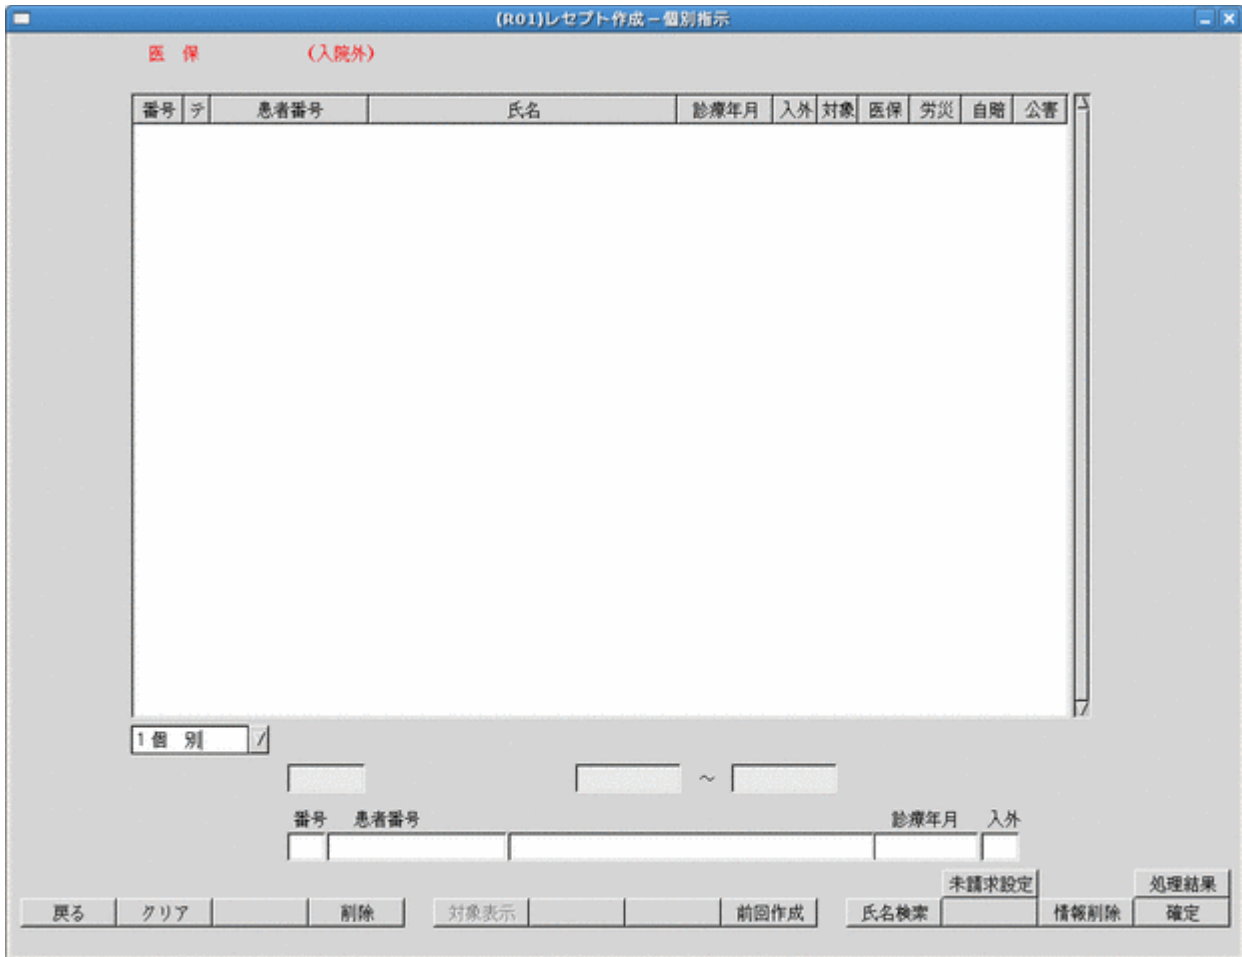 (R01)レセプト作成－個別指示
医 保 (入院外)
番号 テ 患者番号 氏名 診療年月 入外 対象 医保 労災 自賠 公害
1 個 別
～
番号 患者番号 診療年月 入外
未請求設定 処理結果
戻る クリア 削除 対象表示 前回作成 氏名検索 情報削除 確定